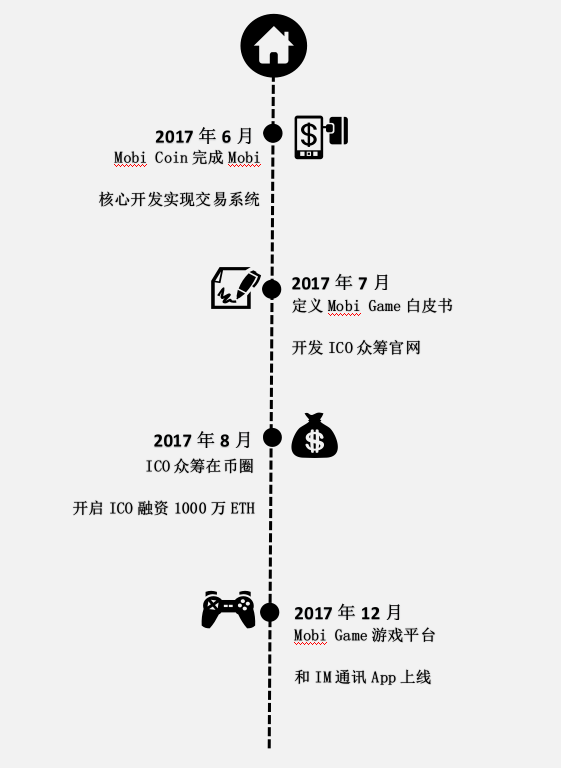 2017 年 6 月
Mobi Coin 完成 Mobi
核心开发实现交易系统
2017 年 7 月
定义 Mobi Game 白皮书
开发 ICO 众筹官网
2017 年 8 月
ICO 众筹在币圈
开启 ICO 融资 1000 万 ETH
2017 年 12 月
Mobi Game 游戏平台
和 IM 通讯 App 上线